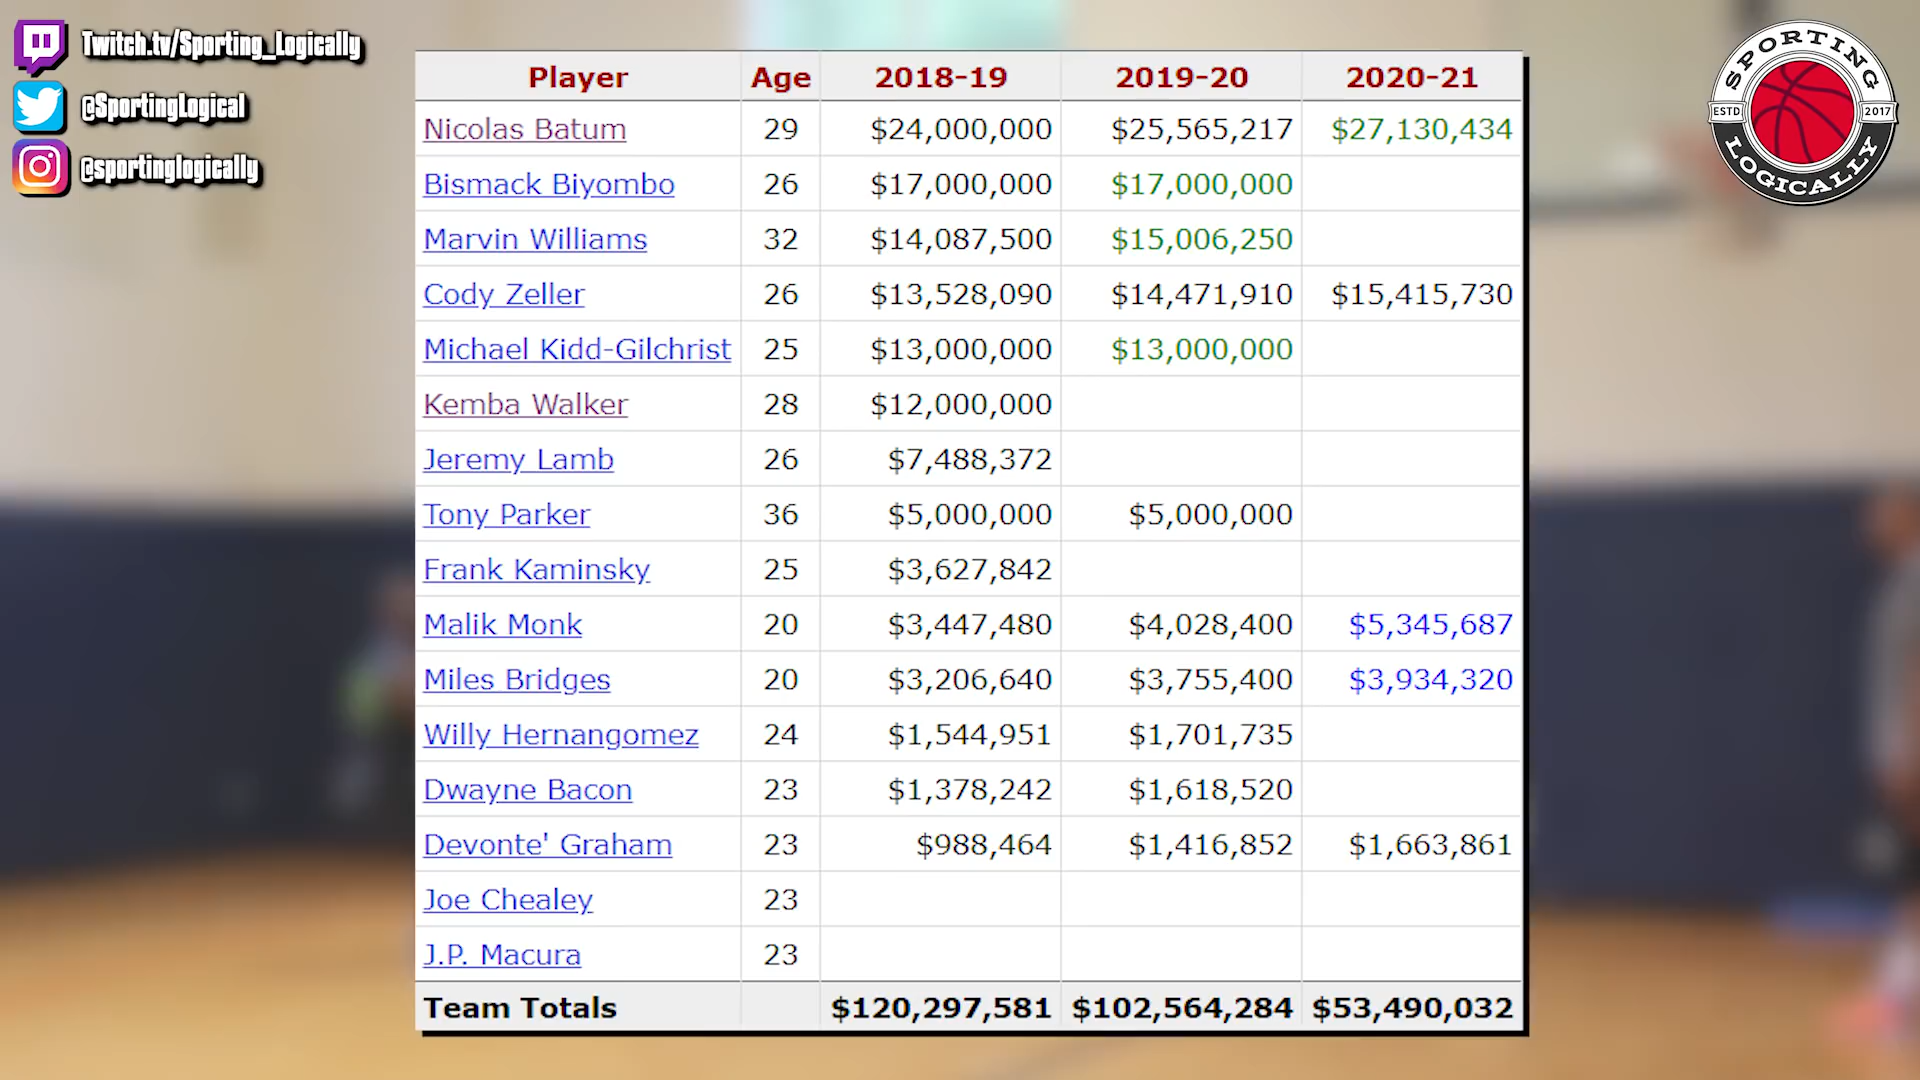 Twitch.tv/Sporting_Logically
@SportingLogical
@sportinglogically
SPORTING
ESTD 2017
LOGICALLY
Player Age 2018-19 2019-20 2020-21
Nicolas Batum 29 $24,000,000 $25,565,217 $27,130,434
Bismack Biyombo 26 $17,000,000 $17,000,000
Marvin Williams 32 $14,087,500 $15,006,250
Cody Zeller 26 $13,528,090 $14,471,910 $15,415,730
Michael Kidd-Gilchrist 25 $13,000,000 $13,000,000
Kemba Walker 28 $12,000,000
Jeremy Lamb 26 $7,488,372
Tony Parker 36 $5,000,000 $5,000,000
Frank Kaminsky 25 $3,627,842
Malik Monk 20 $3,447,480 $4,028,400 $5,345,687
Miles Bridges 20 $3,206,640 $3,755,400 $3,934,320
Willy Hernangomez 24 $1,544,951 $1,701,735
Dwayne Bacon 23 $1,378,242 $1,618,520
Devonte' Graham 23 $988,464 $1,416,852 $1,663,861
Joe Chealey 23
J.P. Macura 23
Team Totals $120,297,581 $102,564,284 $53,490,032